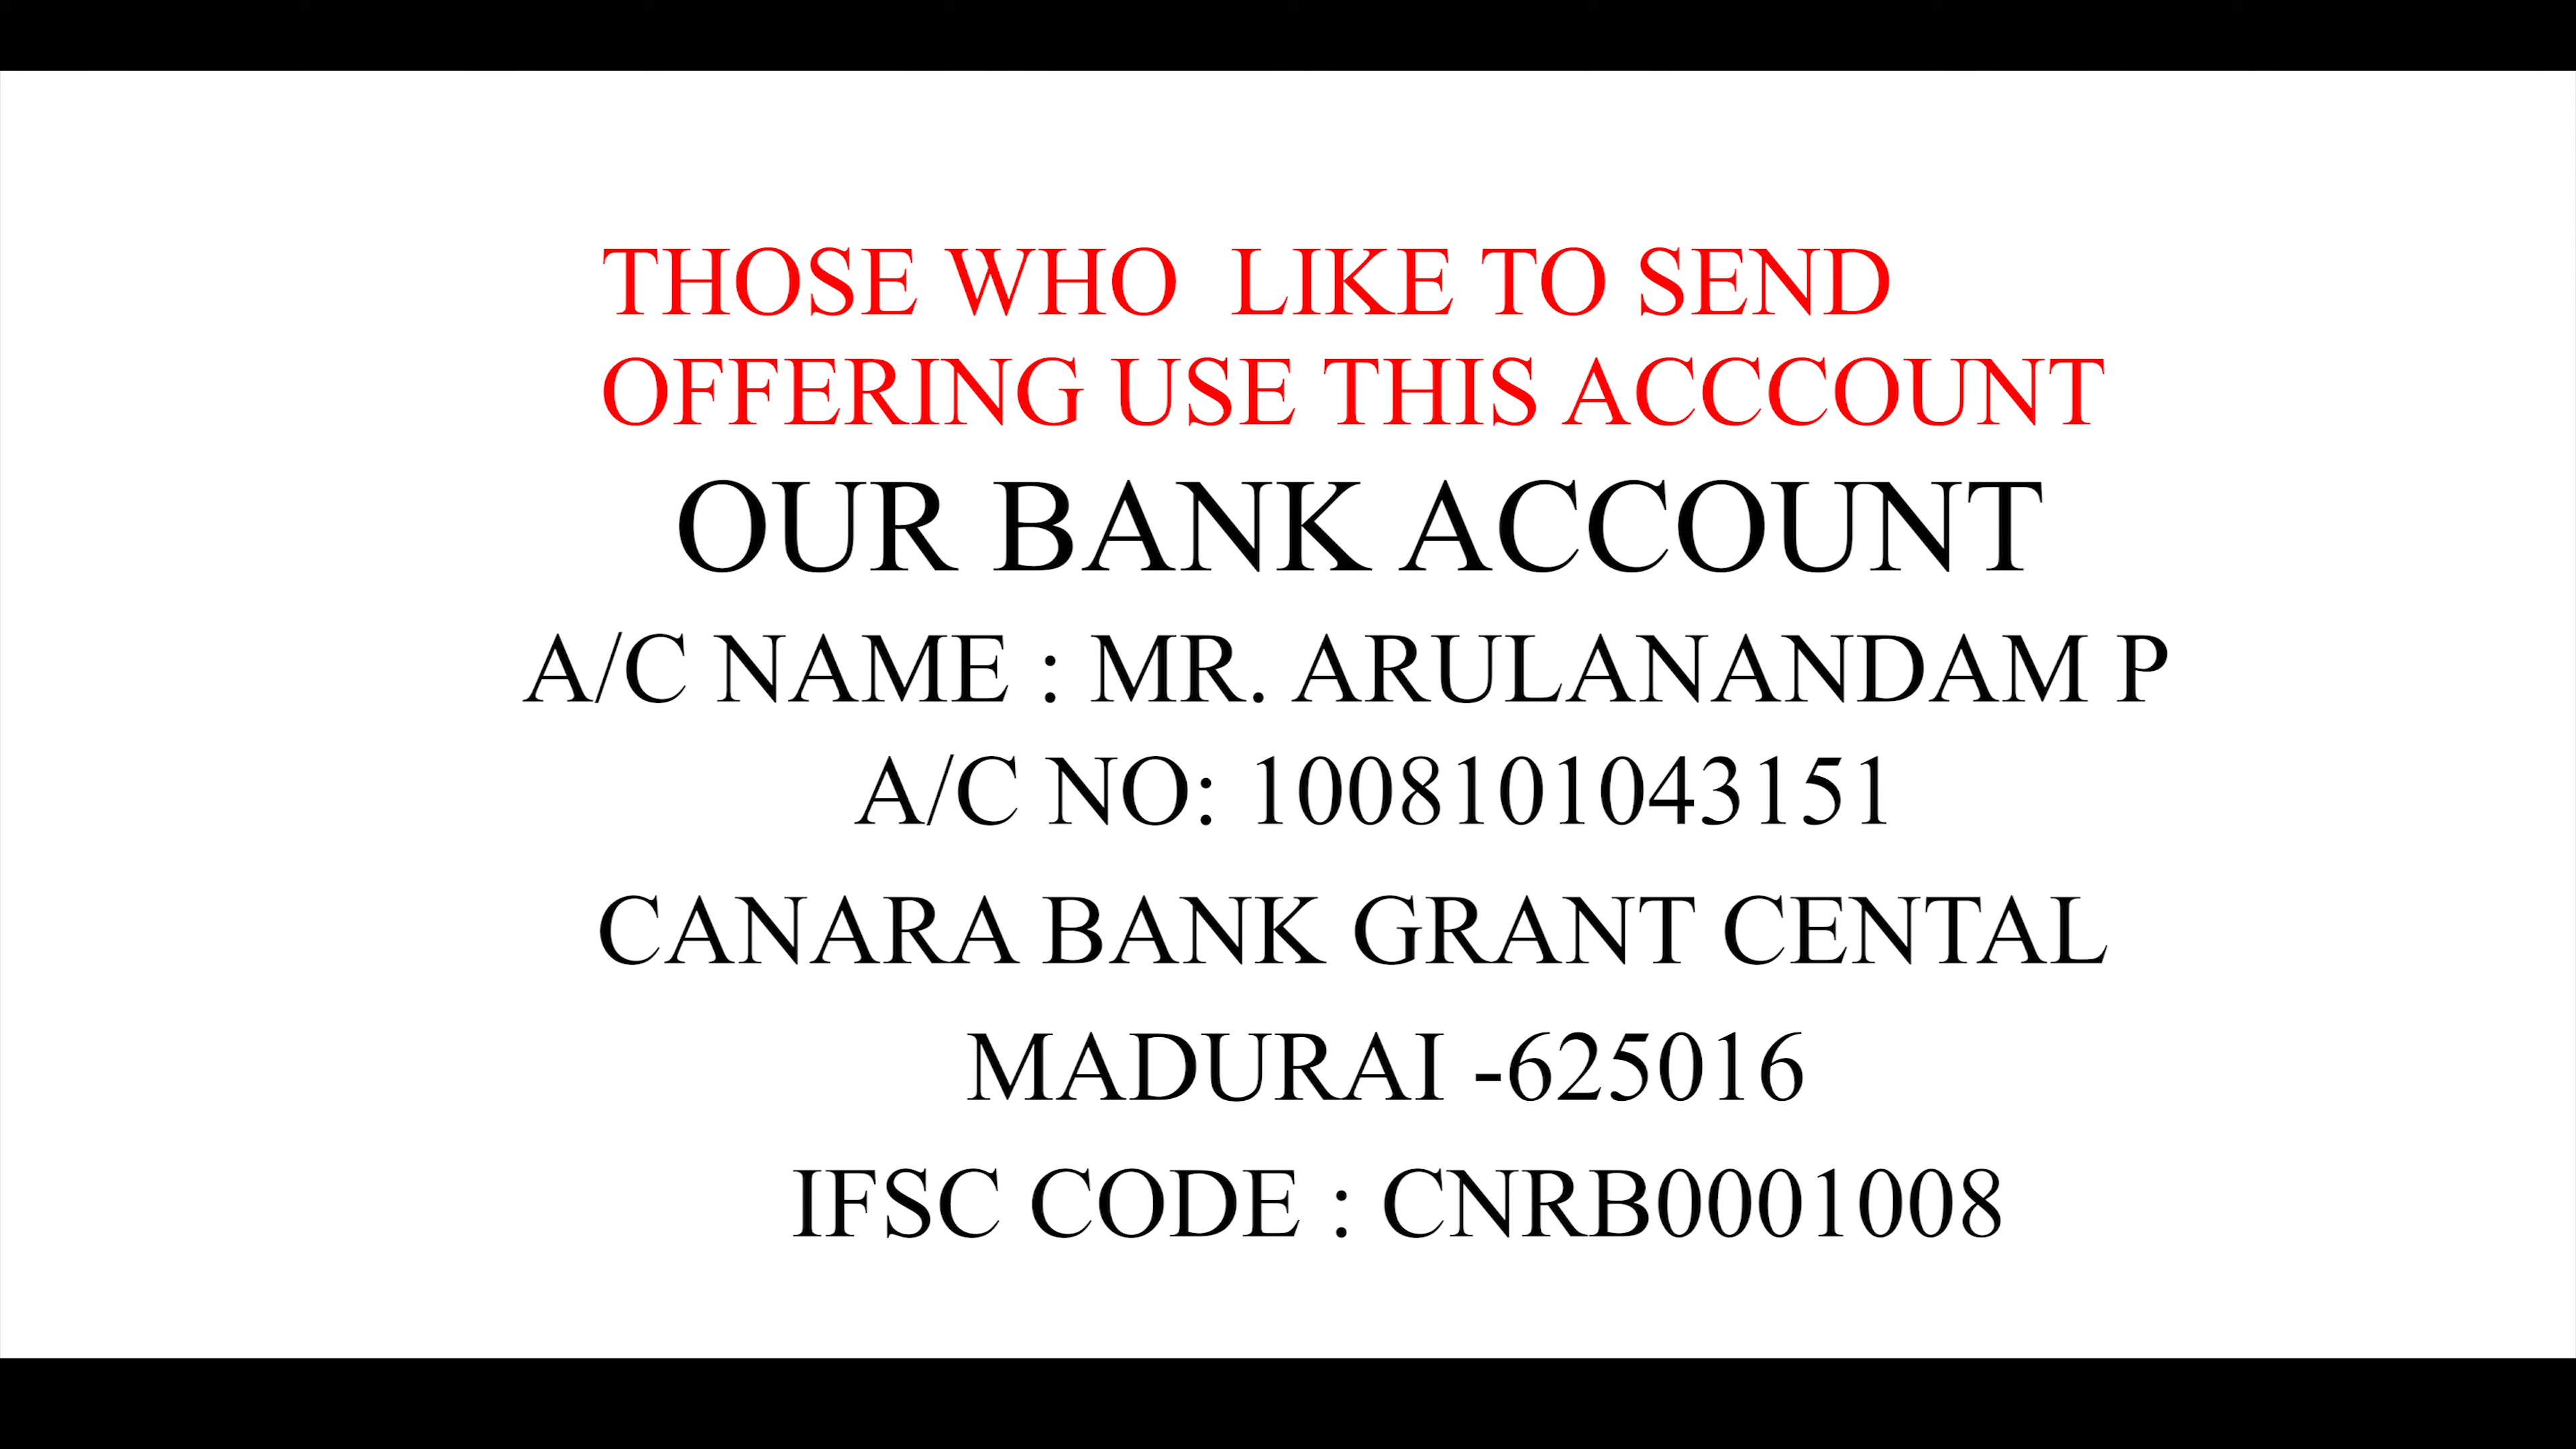 THOSE WHO LIKE TO SEND
OFFERING USE THIS ACCCOUNT
OUR BANK ACCOUNT
A/C NAME : MR. ARULANANDAM P
A/C NO: 1008101043151
CANARA BANK GRANT CENTAL
MADURAI -625016
IFSC CODE : CNRB0001008